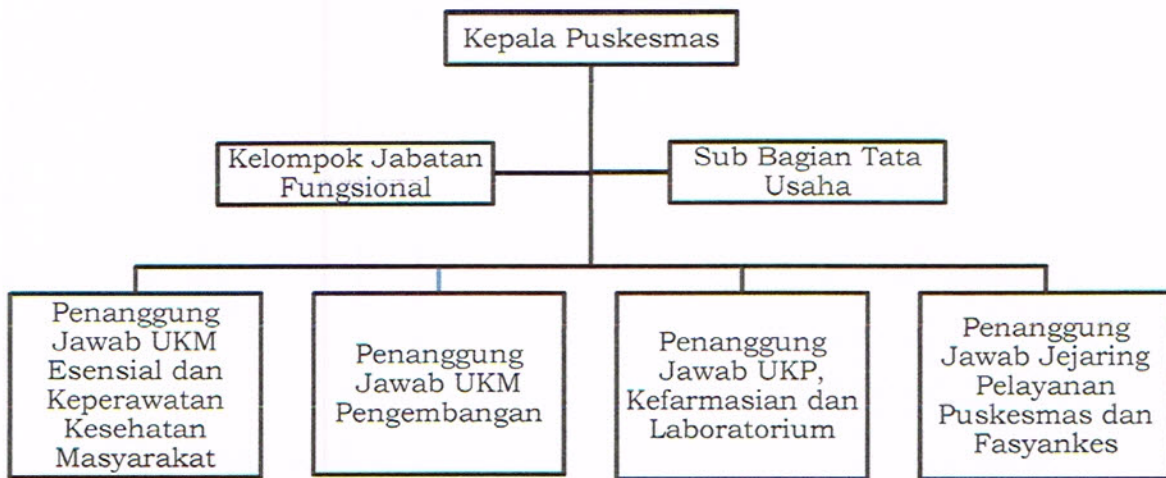 Kepala Puskesmas
Kelompok Jabatan
Fungsional
Sub Bagian Tata
Usaha
Penanggung
Jawab UKM
Esensial dan
Keperawatan
Kesehatan
Masyarakat
Penanggung
Jawab UKM
Pengembangan
Penanggung
Jawab UKP,
Kefarmasian dan
Laboratorium
Penanggung
Jawab Jejaring
Pelayanan
Puskesmas dan
Fasyankes